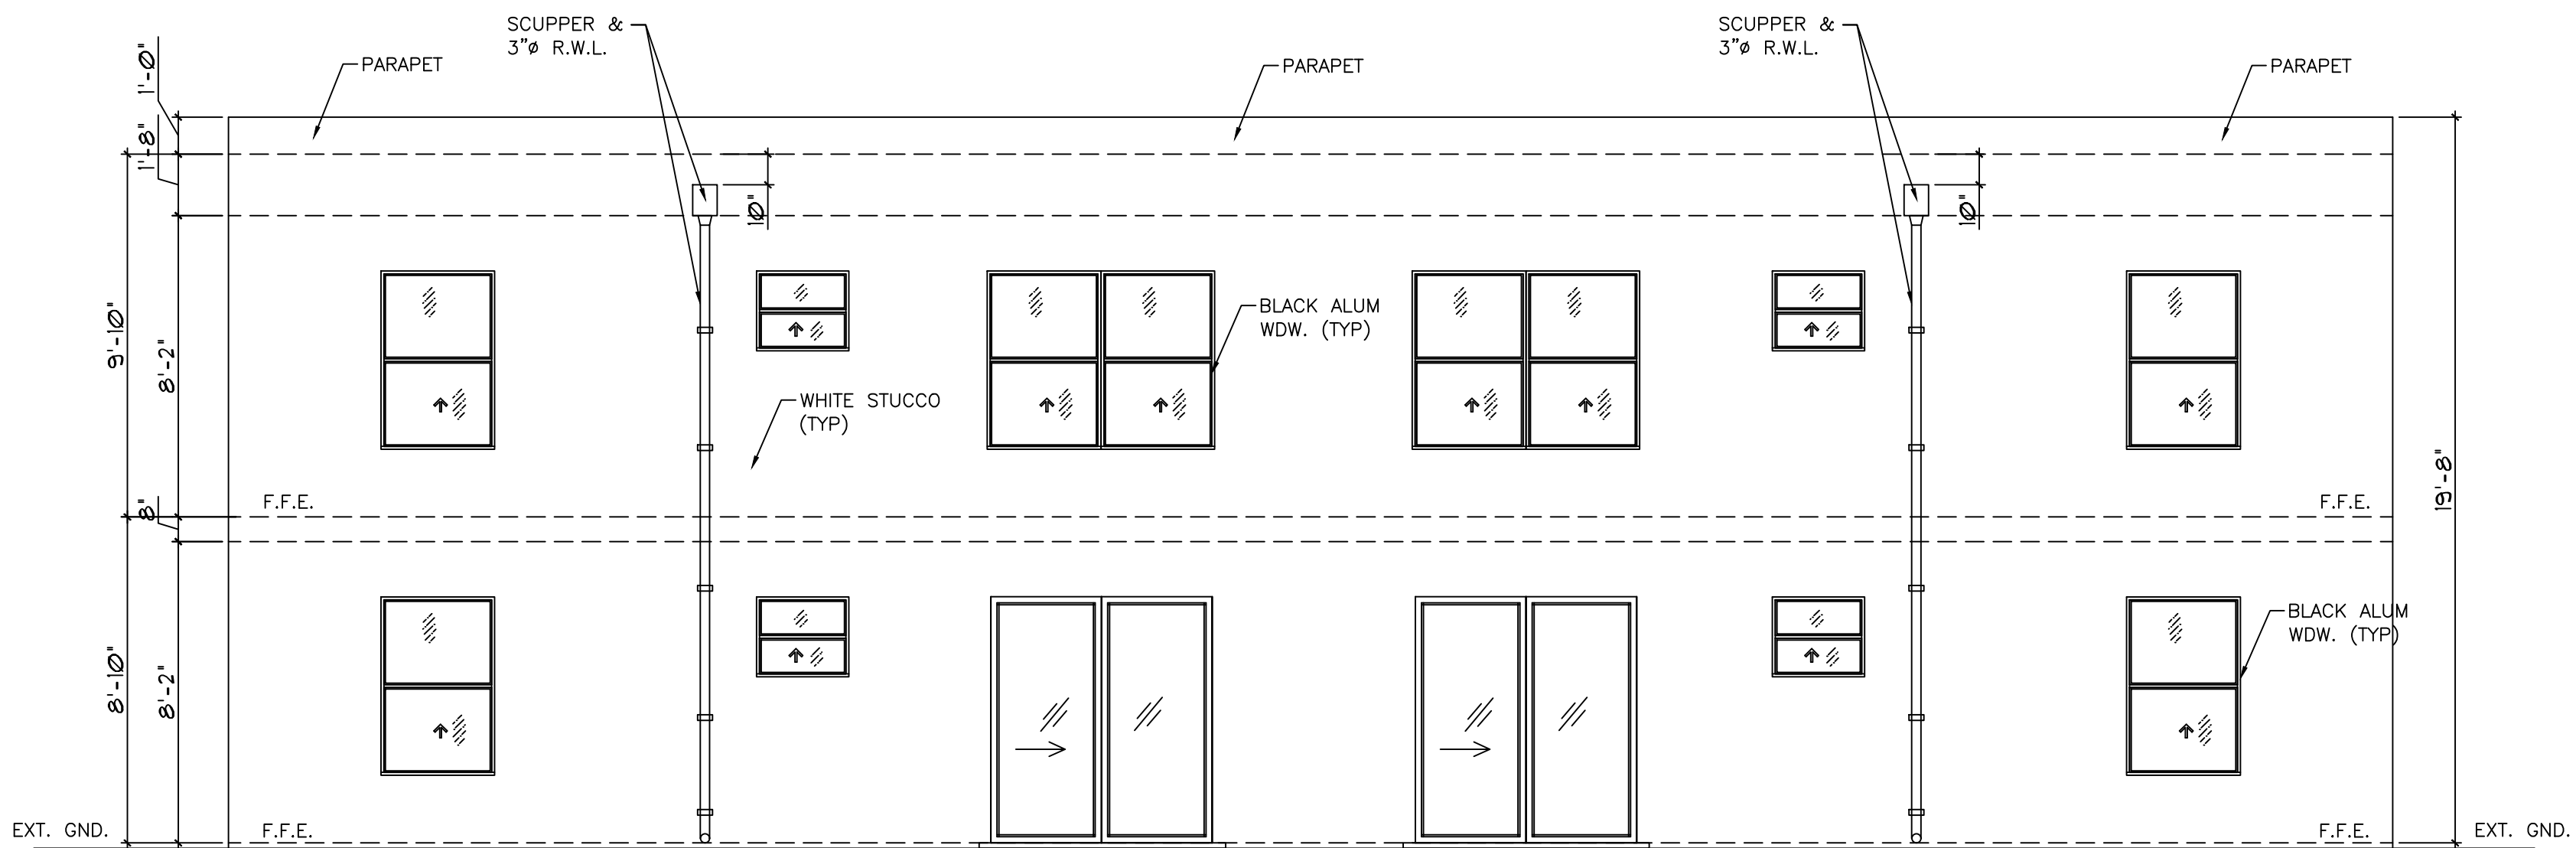 SCUPPER &
3"ø R.W.L.
SCUPPER &
3"ø R.W.L.
PARAPET
PARAPET
PARAPET
1'-0"
1'-8"
10"
10"
BLACK ALUM
WDW. (TYP)
9'-10"
8'-2"
WHITE STUCCO
(TYP)
19'-8"
8"
F.F.E.
F.F.E.
BLACK ALUM
WDW. (TYP)
8'-10"
8'-2"
EXT. GND.
F.F.E.
F.F.E.
EXT. GND.